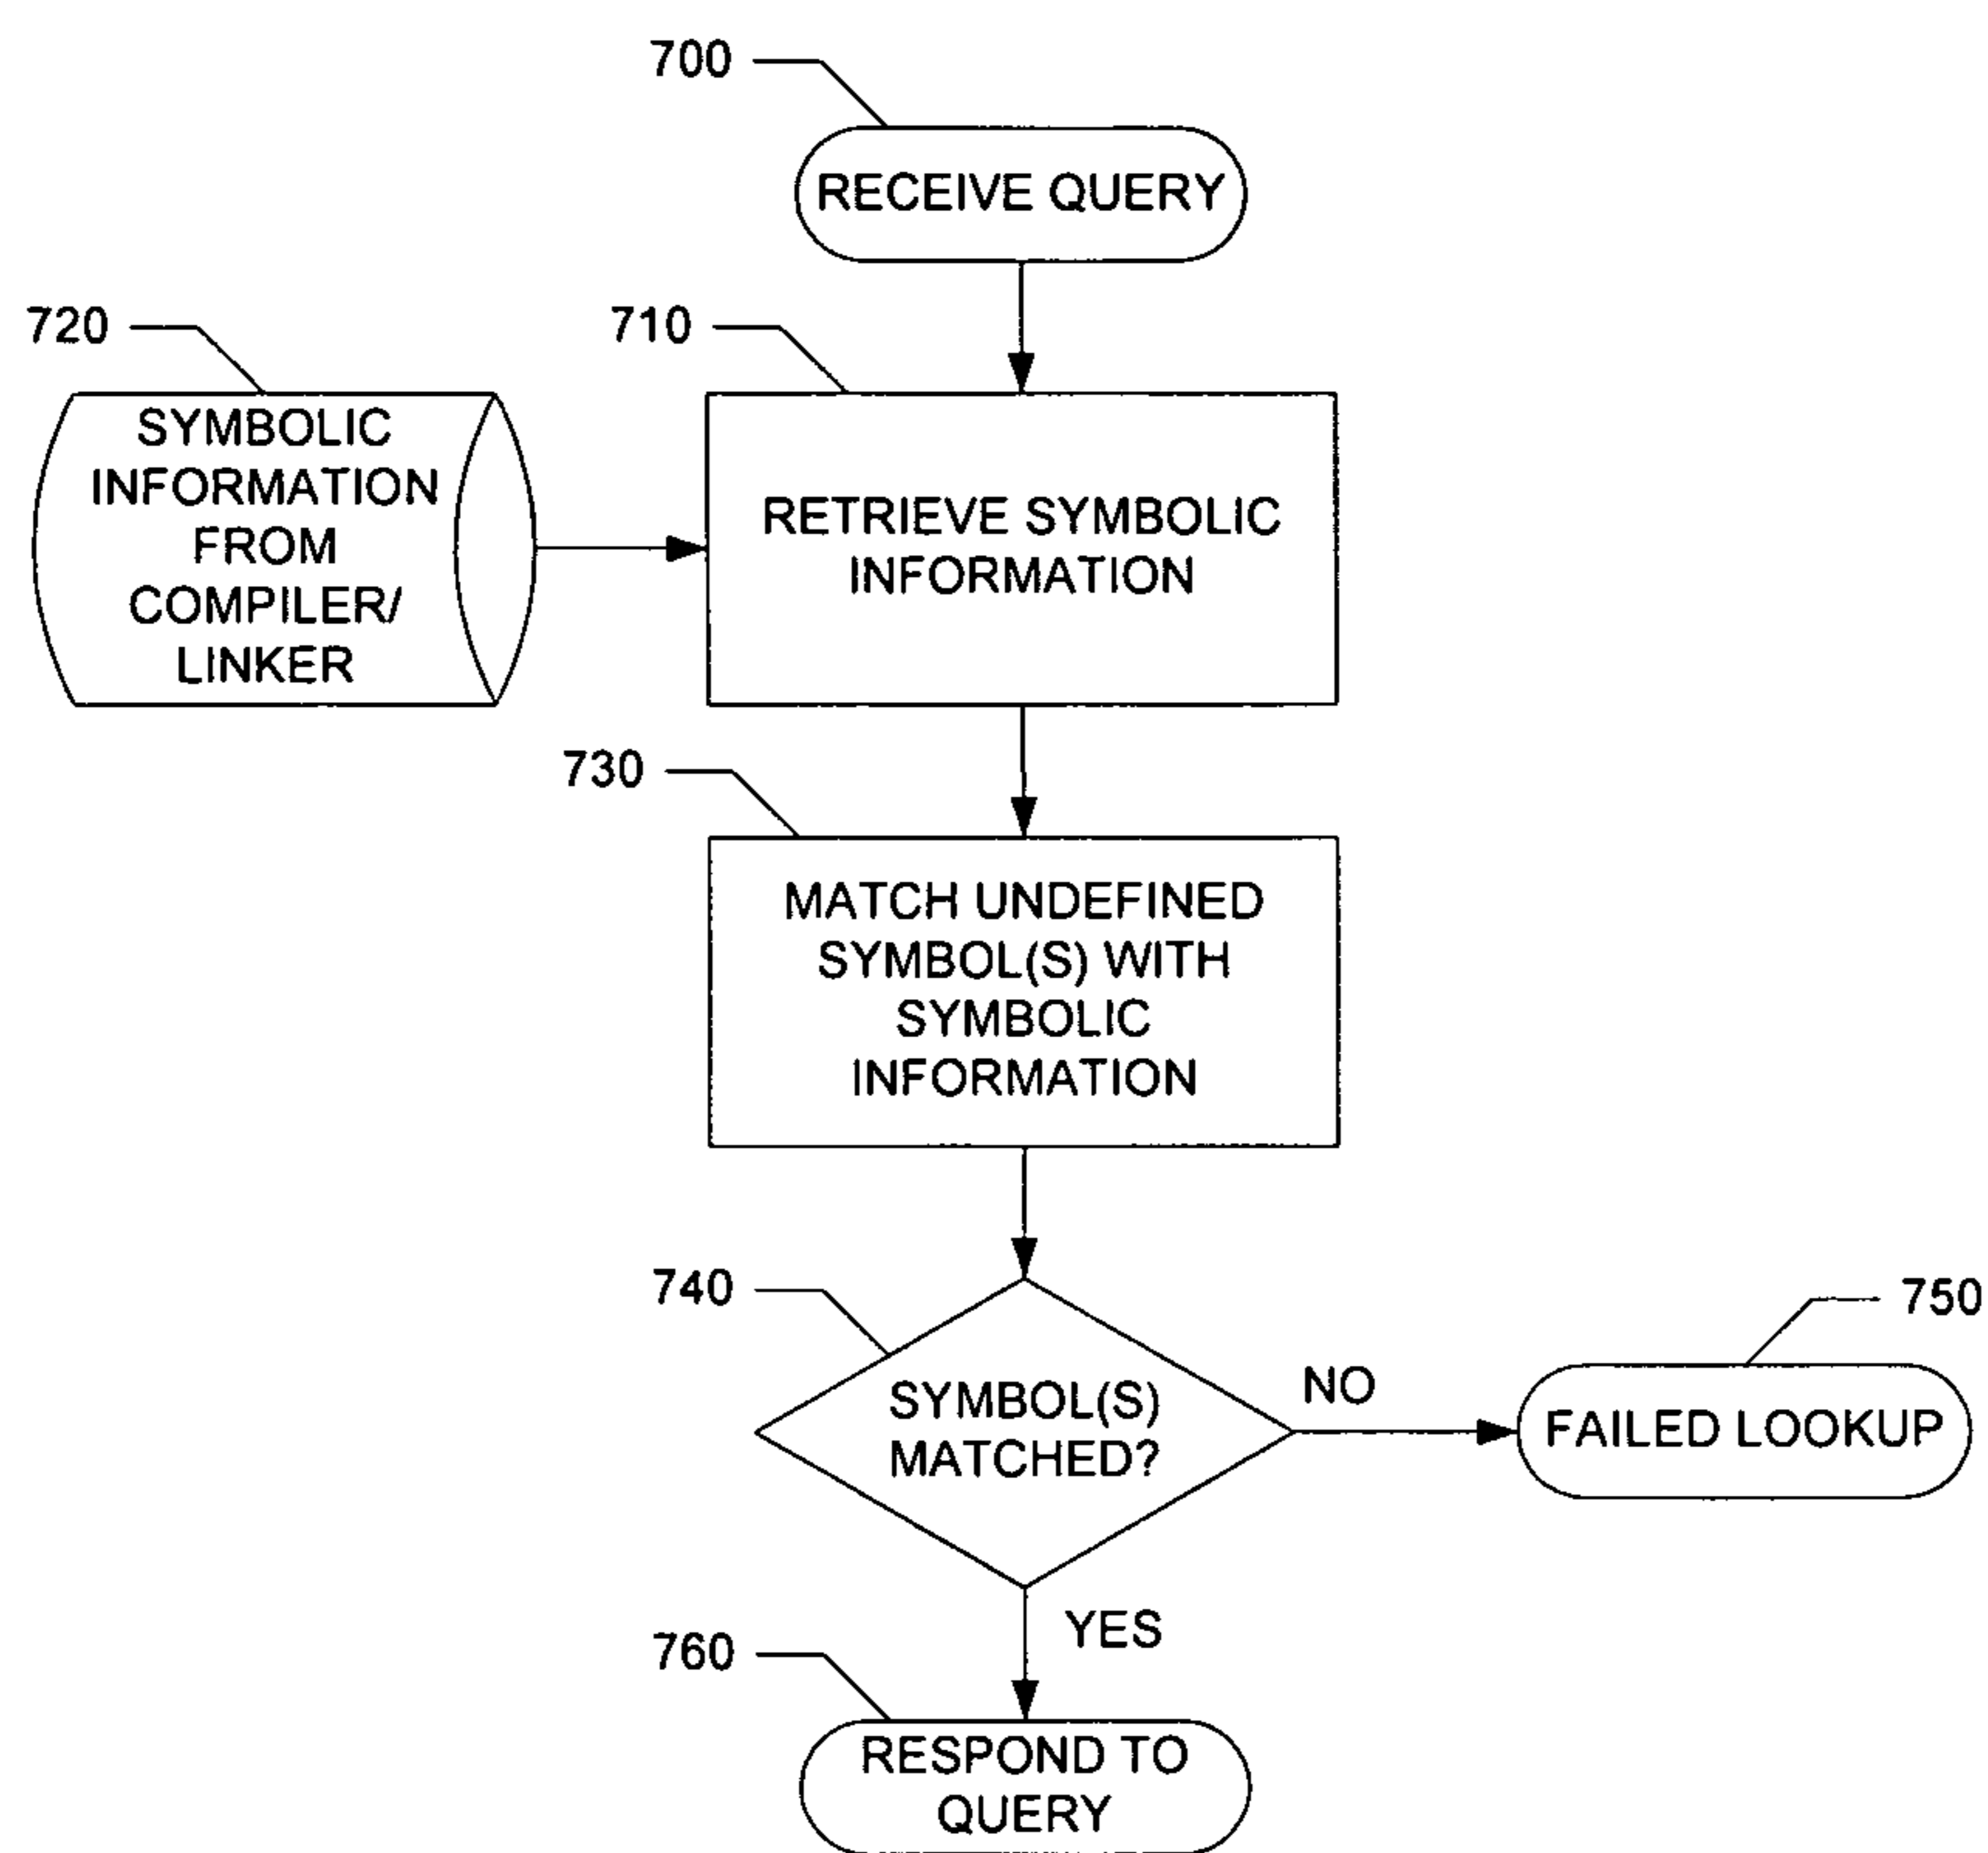 700
RECEIVE QUERY
720
710
SYMBOLIC
INFORMATION
FROM
COMPILER/
LINKER
RETRIEVE SYMBOLIC
INFORMATION
730
MATCH UNDEFINED
SYMBOL(S) WITH
SYMBOLIC
INFORMATION
740
750
SYMBOL(S)
MATCHED?
NO
FAILED LOOKUP
YES
760
RESPOND TO
QUERY